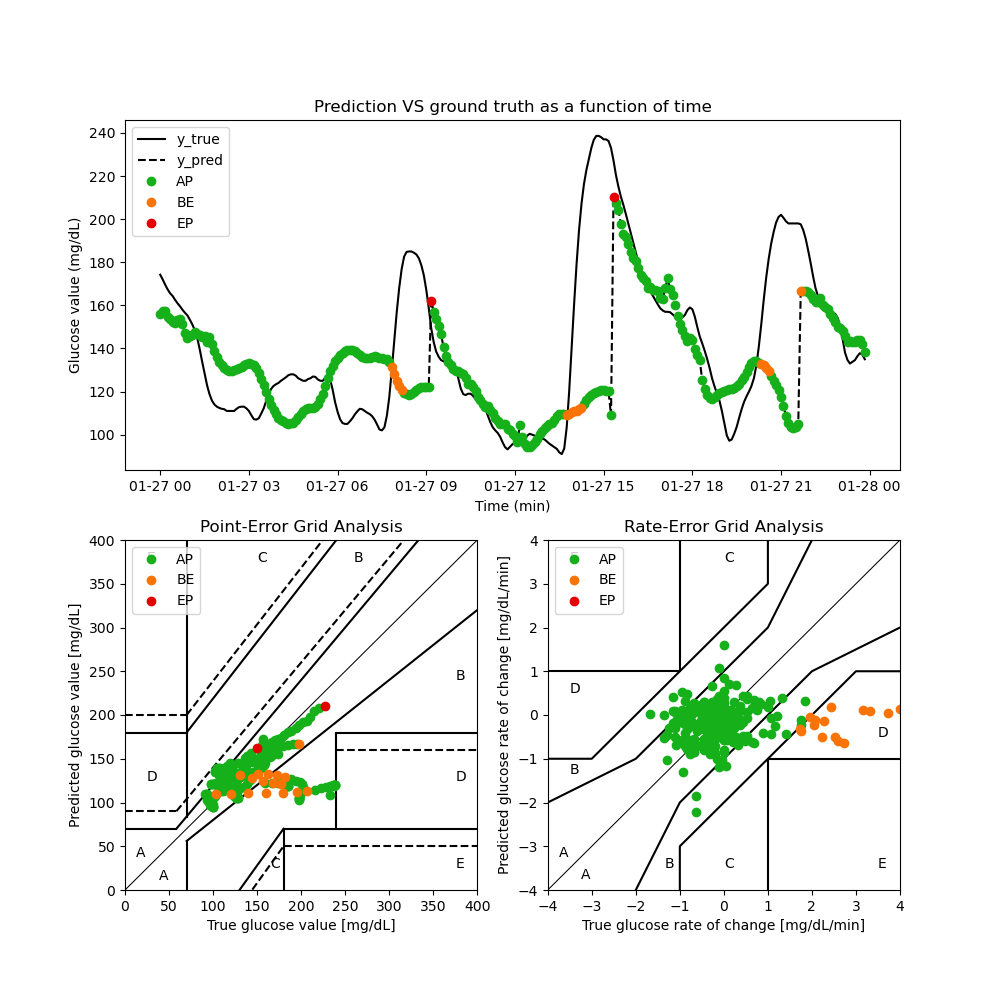 Prediction VS ground truth as a function of time
Glucose value (mg/dL)
240
220
200
180
160
140
120
100
y_true
y_pred
AP
BE
EP
01-27 00
01-27 03
01-27 06
01-27 09
01-27 12
01-27 15
01-27 18
01-27 21
01-28 00
Time (min)
Point-Error Grid Analysis
Predicted glucose value [mg/dL]
400
350
300
250
200
150
100
50
0
AP
BE
EP
C
B
B
D
D
A
A
C
E
0
50
100
150
200
250
300
350
400
True glucose value [mg/dL]
Rate-Error Grid Analysis
Predicted glucose rate of change [mg/dL/min]
4
3
2
1
0
−1
−2
−3
−4
AP
BE
EP
C
D
D
B
A
A
B
C
E
−4
−3
−2
−1
0
1
2
3
4
True glucose rate of change [mg/dL/min]